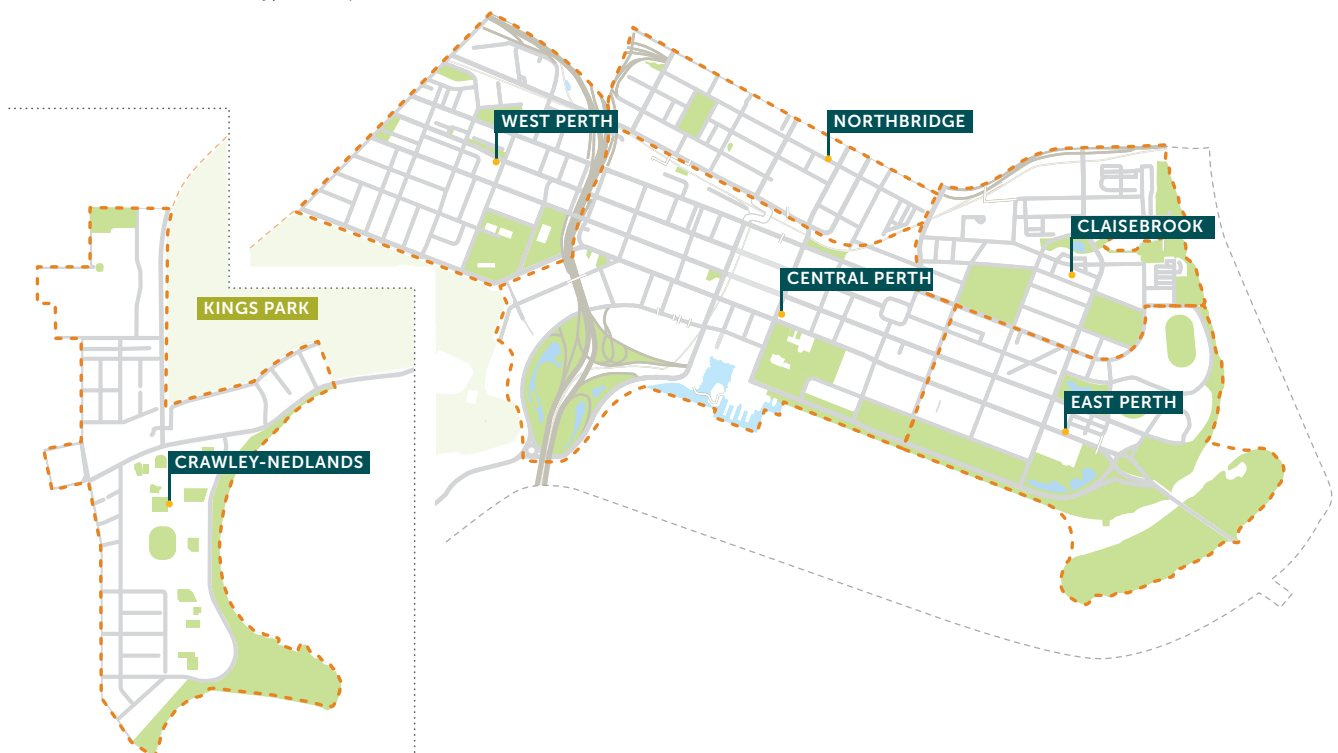 WEST PERTH
NORTHBRIDGE
CLAISEBROOK
CENTRAL PERTH
KINGS PARK
EAST PERTH
CRAWLEY-NEDLANDS